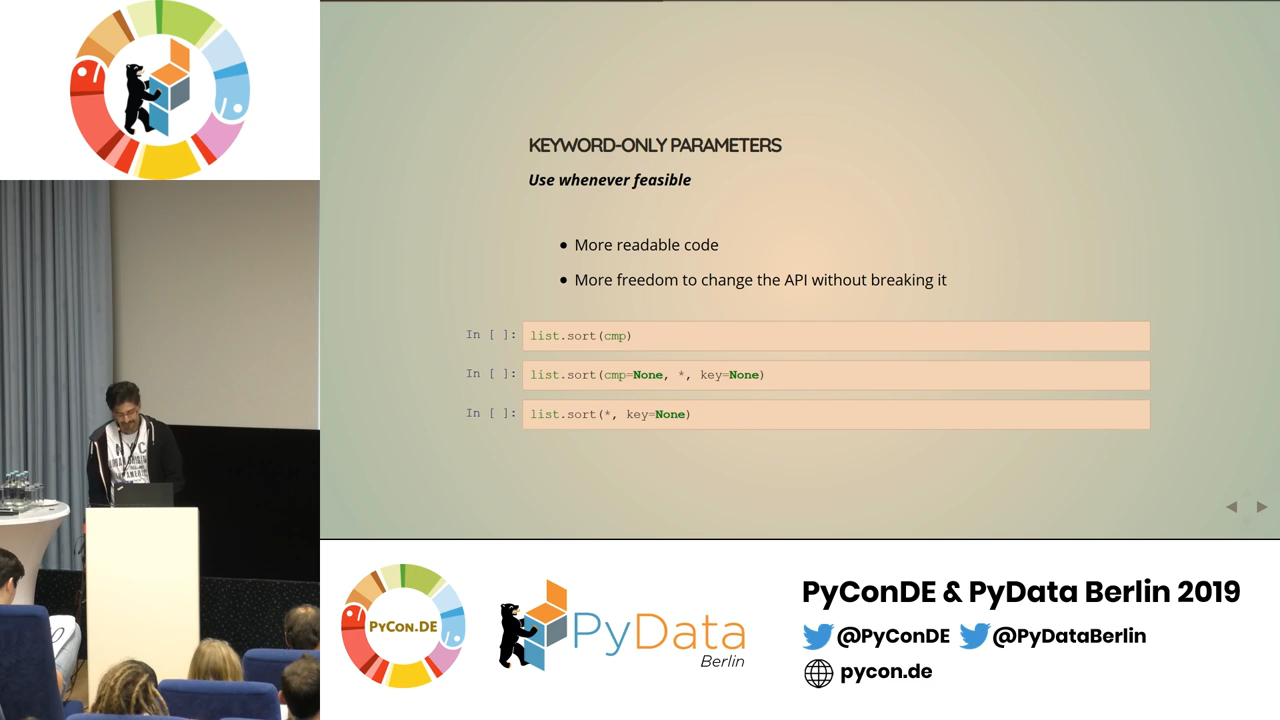 KEYWORD-ONLY PARAMETERS
Use whenever feasible
• More readable code
• More freedom to change the API without breaking it
In [ ]: list.sort(cmp)
In [ ]: list.sort(cmp=None, *, key=None)
In [ ]: list.sort(*, key=None)
NYC
PyCon.DE
PyData
Berlin
PyConDE & PyData Berlin 2019
@PyConDE @PyDataBerlin
pycon.de